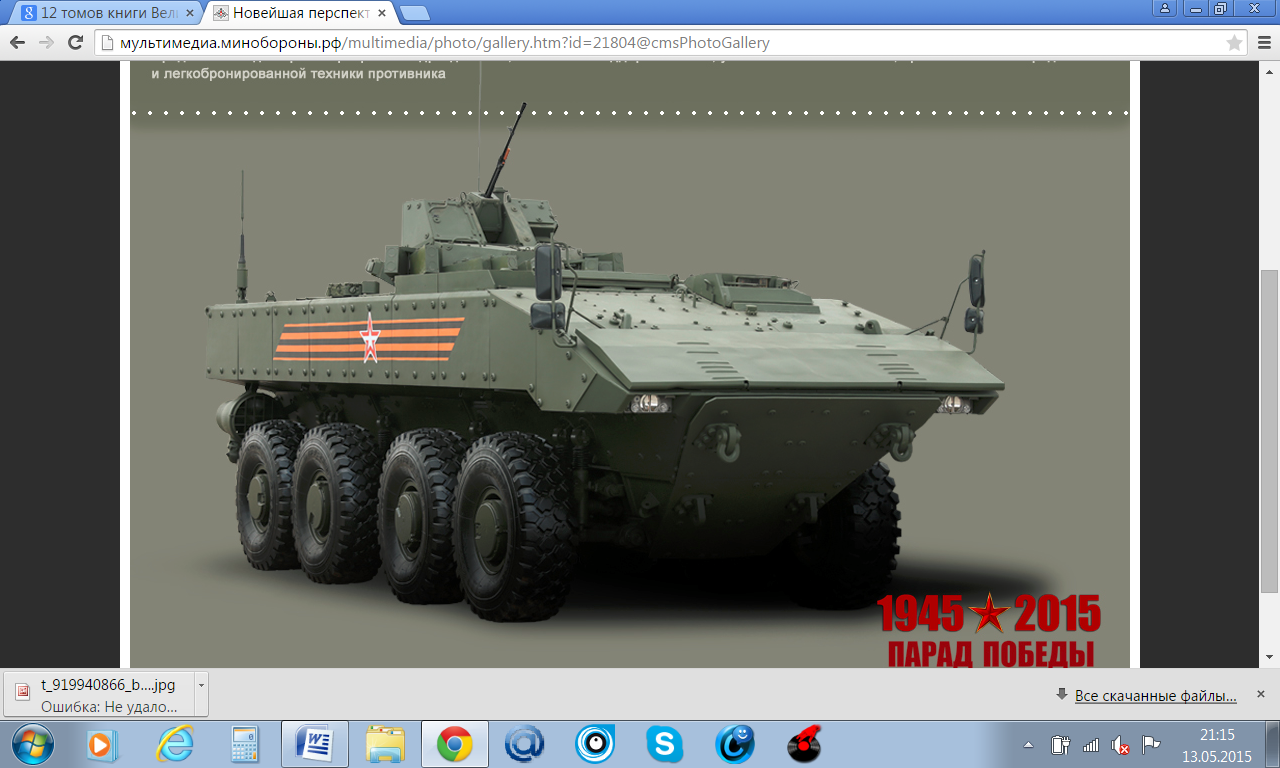 12 томов книги Вели
Новейшая перспект
мультимедиа.минобороны.рф/multimedia/photo/gallery.htm?id=21804@cmsPhotoGallery
и легкобронированной техники противника
1945 2015
ПАРАД ПОБЕДЫ
t_919940866_b....jpg
Ошибка: Не удало...
Все скачанные файлы...
21:15
13.05.2015